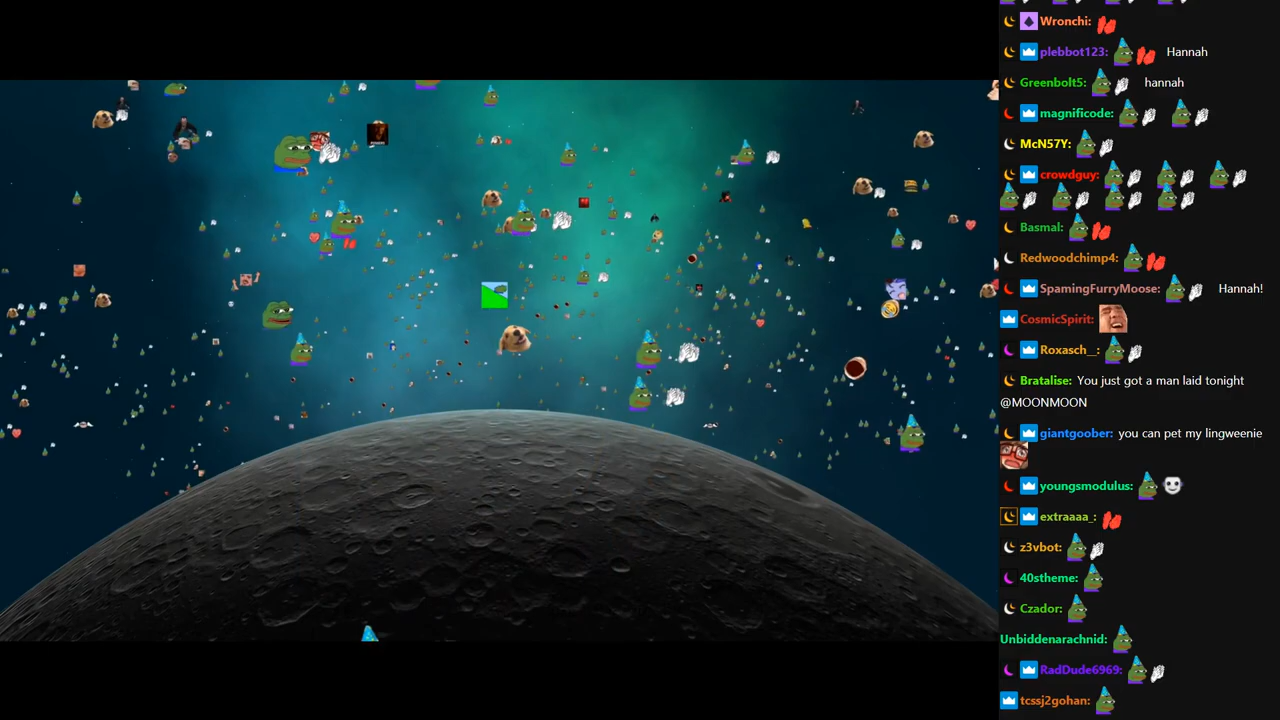 Wronchi:
plebbot123: Hannah
Greenbolt5: hannah
magnificode:
McN57Y:
crowdguy:
Basmal:
Redwoodchimp4:
SpamingFurryMoose: Hannah!
CosmicSpirit:
Roxasch__:
Bratalise: You just got a man laid tonight
@MOONMOON
giantgoober: you can pet my lingweenie
youngsmodulus:
extraaaa_:
z3vbot:
40stheme:
Czador:
Unbiddenarachnid:
RadDude6969:
tcssj2gohan: